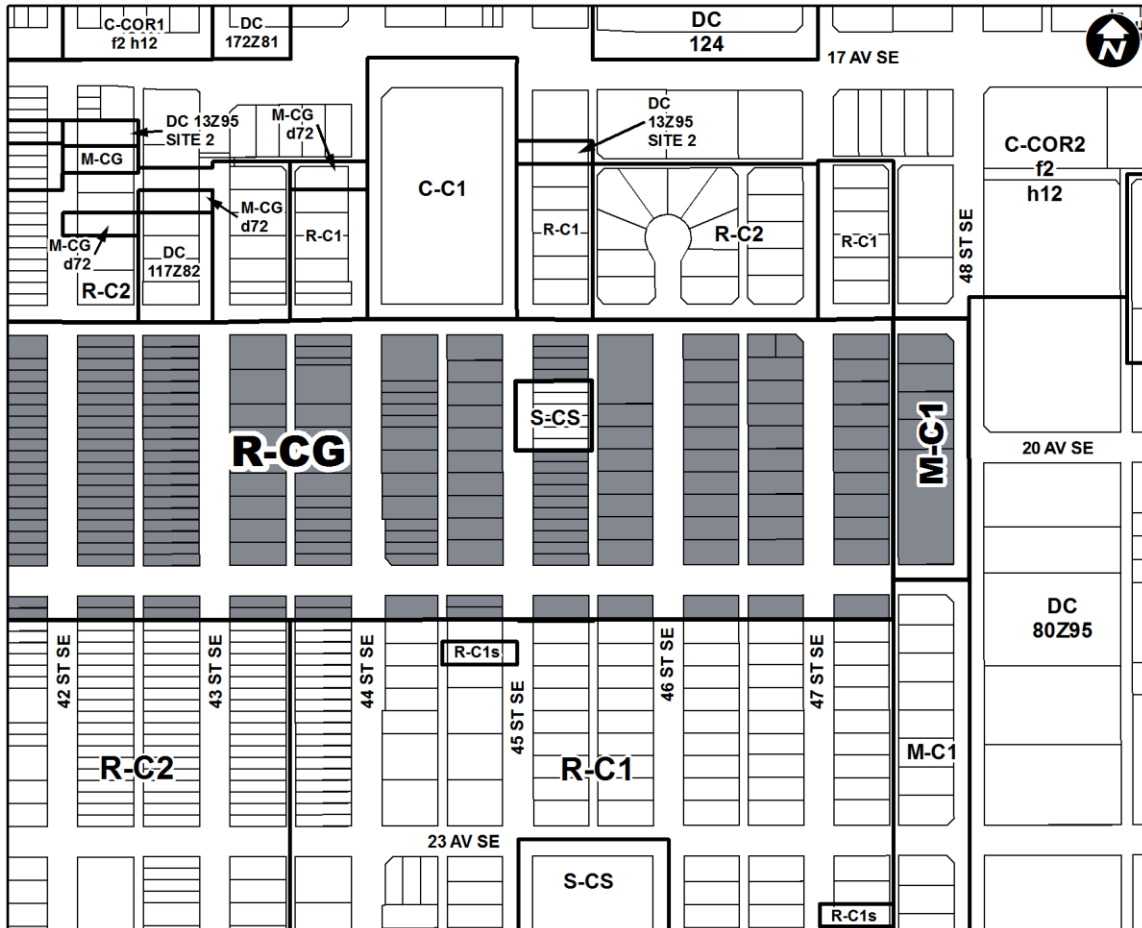 C-COR1
f2 h12
DC
172Z81
DC
124
N
17 AV SE
DC 13Z95
SITE 2
M-CG
d72
DC
13Z95
SITE 2
M-CG
C-COR2
f2
h12
C-C1
M-CG
d72
R-C1
R-C1
R-C2
R-C1
M-CG
d72
DC
117Z82
R-C2
48 ST SE
S-CS
R-CG
M-C1
20 AV SE
DC
80Z95
R-C1s
42 ST SE
43 ST SE
44 ST SE
45 ST SE
46 ST SE
47 ST SE
R-C2
R-C1
M-C1
23 AV SE
S-CS
R-C1s